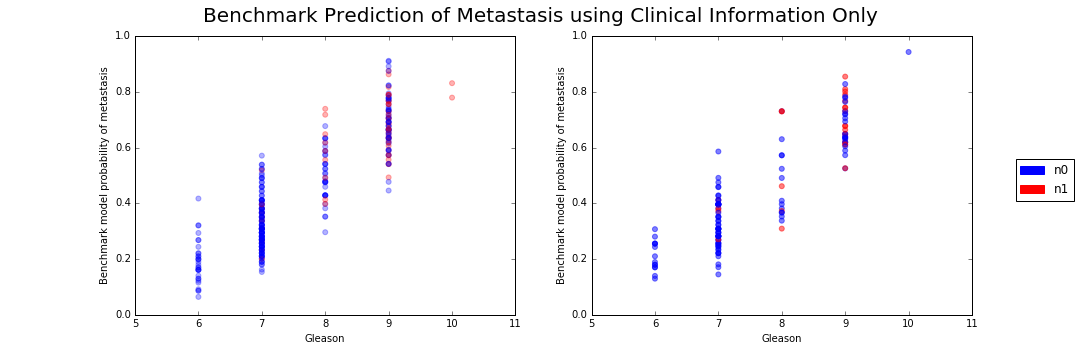 Benchmark Prediction of Metastasis using Clinical Information Only
Benchmark model probability of metastasis
1.0
0.8
0.6
0.4
0.2
0.0
5 6 7 8 9 10 11
Gleason
Benchmark model probability of metastasis
1.0
0.8
0.6
0.4
0.2
0.0
5 6 7 8 9 10 11
Gleason
n0
n1